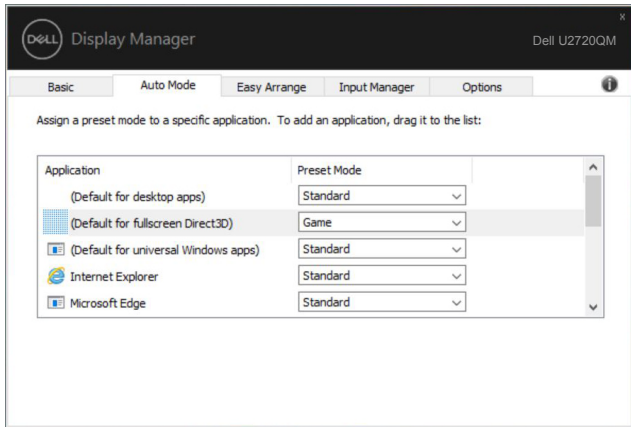 x
DELL Display Manager
Dell U2720QM
Basic Auto Mode Easy Arrange Input Manager Options i
Assign a preset mode to a specific application. To add an application, drag it to the list:
Application Preset Mode
(Default for desktop apps) Standard
(Default for fullscreen Direct3D) Game
(Default for universal Windows apps) Standard
Internet Explorer Standard
Microsoft Edge Standard